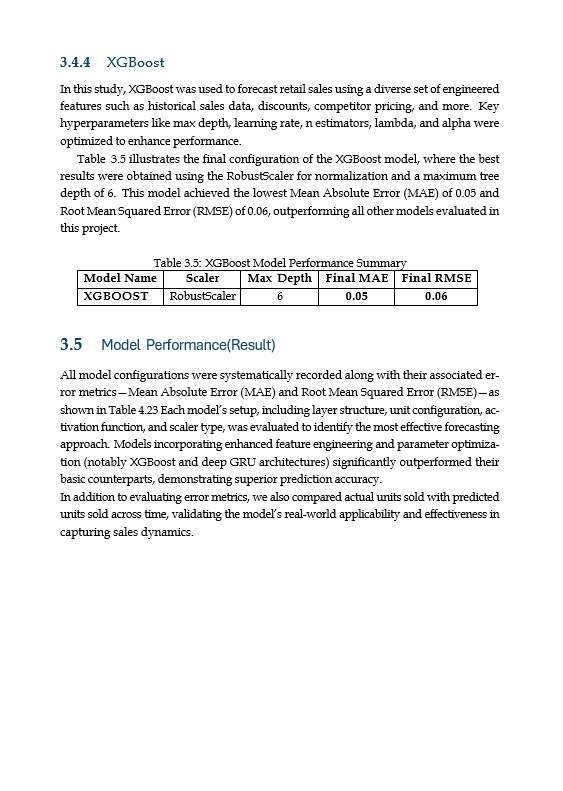 3.4.4 XGBoost
In this study, XGBoost was used to forecast retail sales using a diverse set of engineered
features such as historical sales data, discounts, competitor pricing, and more. Key
hyperparameters like max depth, learning rate, n estimators, lambda, and alpha were
optimized to enhance performance.
Table 3.5 illustrates the final configuration of the XGBoost model, where the best
results were obtained using the RobustScaler for normalization and a maximum tree
depth of 6. This model achieved the lowest Mean Absolute Error (MAE) of 0.05 and
Root Mean Squared Error (RMSE) of 0.06, outperforming all other models evaluated in
this project.
Table 3.5: XGBoost Model Performance Summary
Model Name Scaler Max Depth Final MAE Final RMSE
XGBOOST RobustScaler 6 0.05 0.06
3.5 Model Performance(Result)
All model configurations were systematically recorded along with their associated er-
ror metrics—Mean Absolute Error (MAE) and Root Mean Squared Error (RMSE)—as
shown in Table 4.23 Each model's setup, including layer structure, unit configuration, ac-
tivation function, and scaler type, was evaluated to identify the most effective forecasting
approach. Models incorporating enhanced feature engineering and parameter optimiza-
tion (notably XGBoost and deep GRU architectures) significantly outperformed their
basic counterparts, demonstrating superior prediction accuracy.
In addition to evaluating error metrics, we also compared actual units sold with predicted
units sold across time, validating the model's real-world applicability and effectiveness in
capturing sales dynamics.